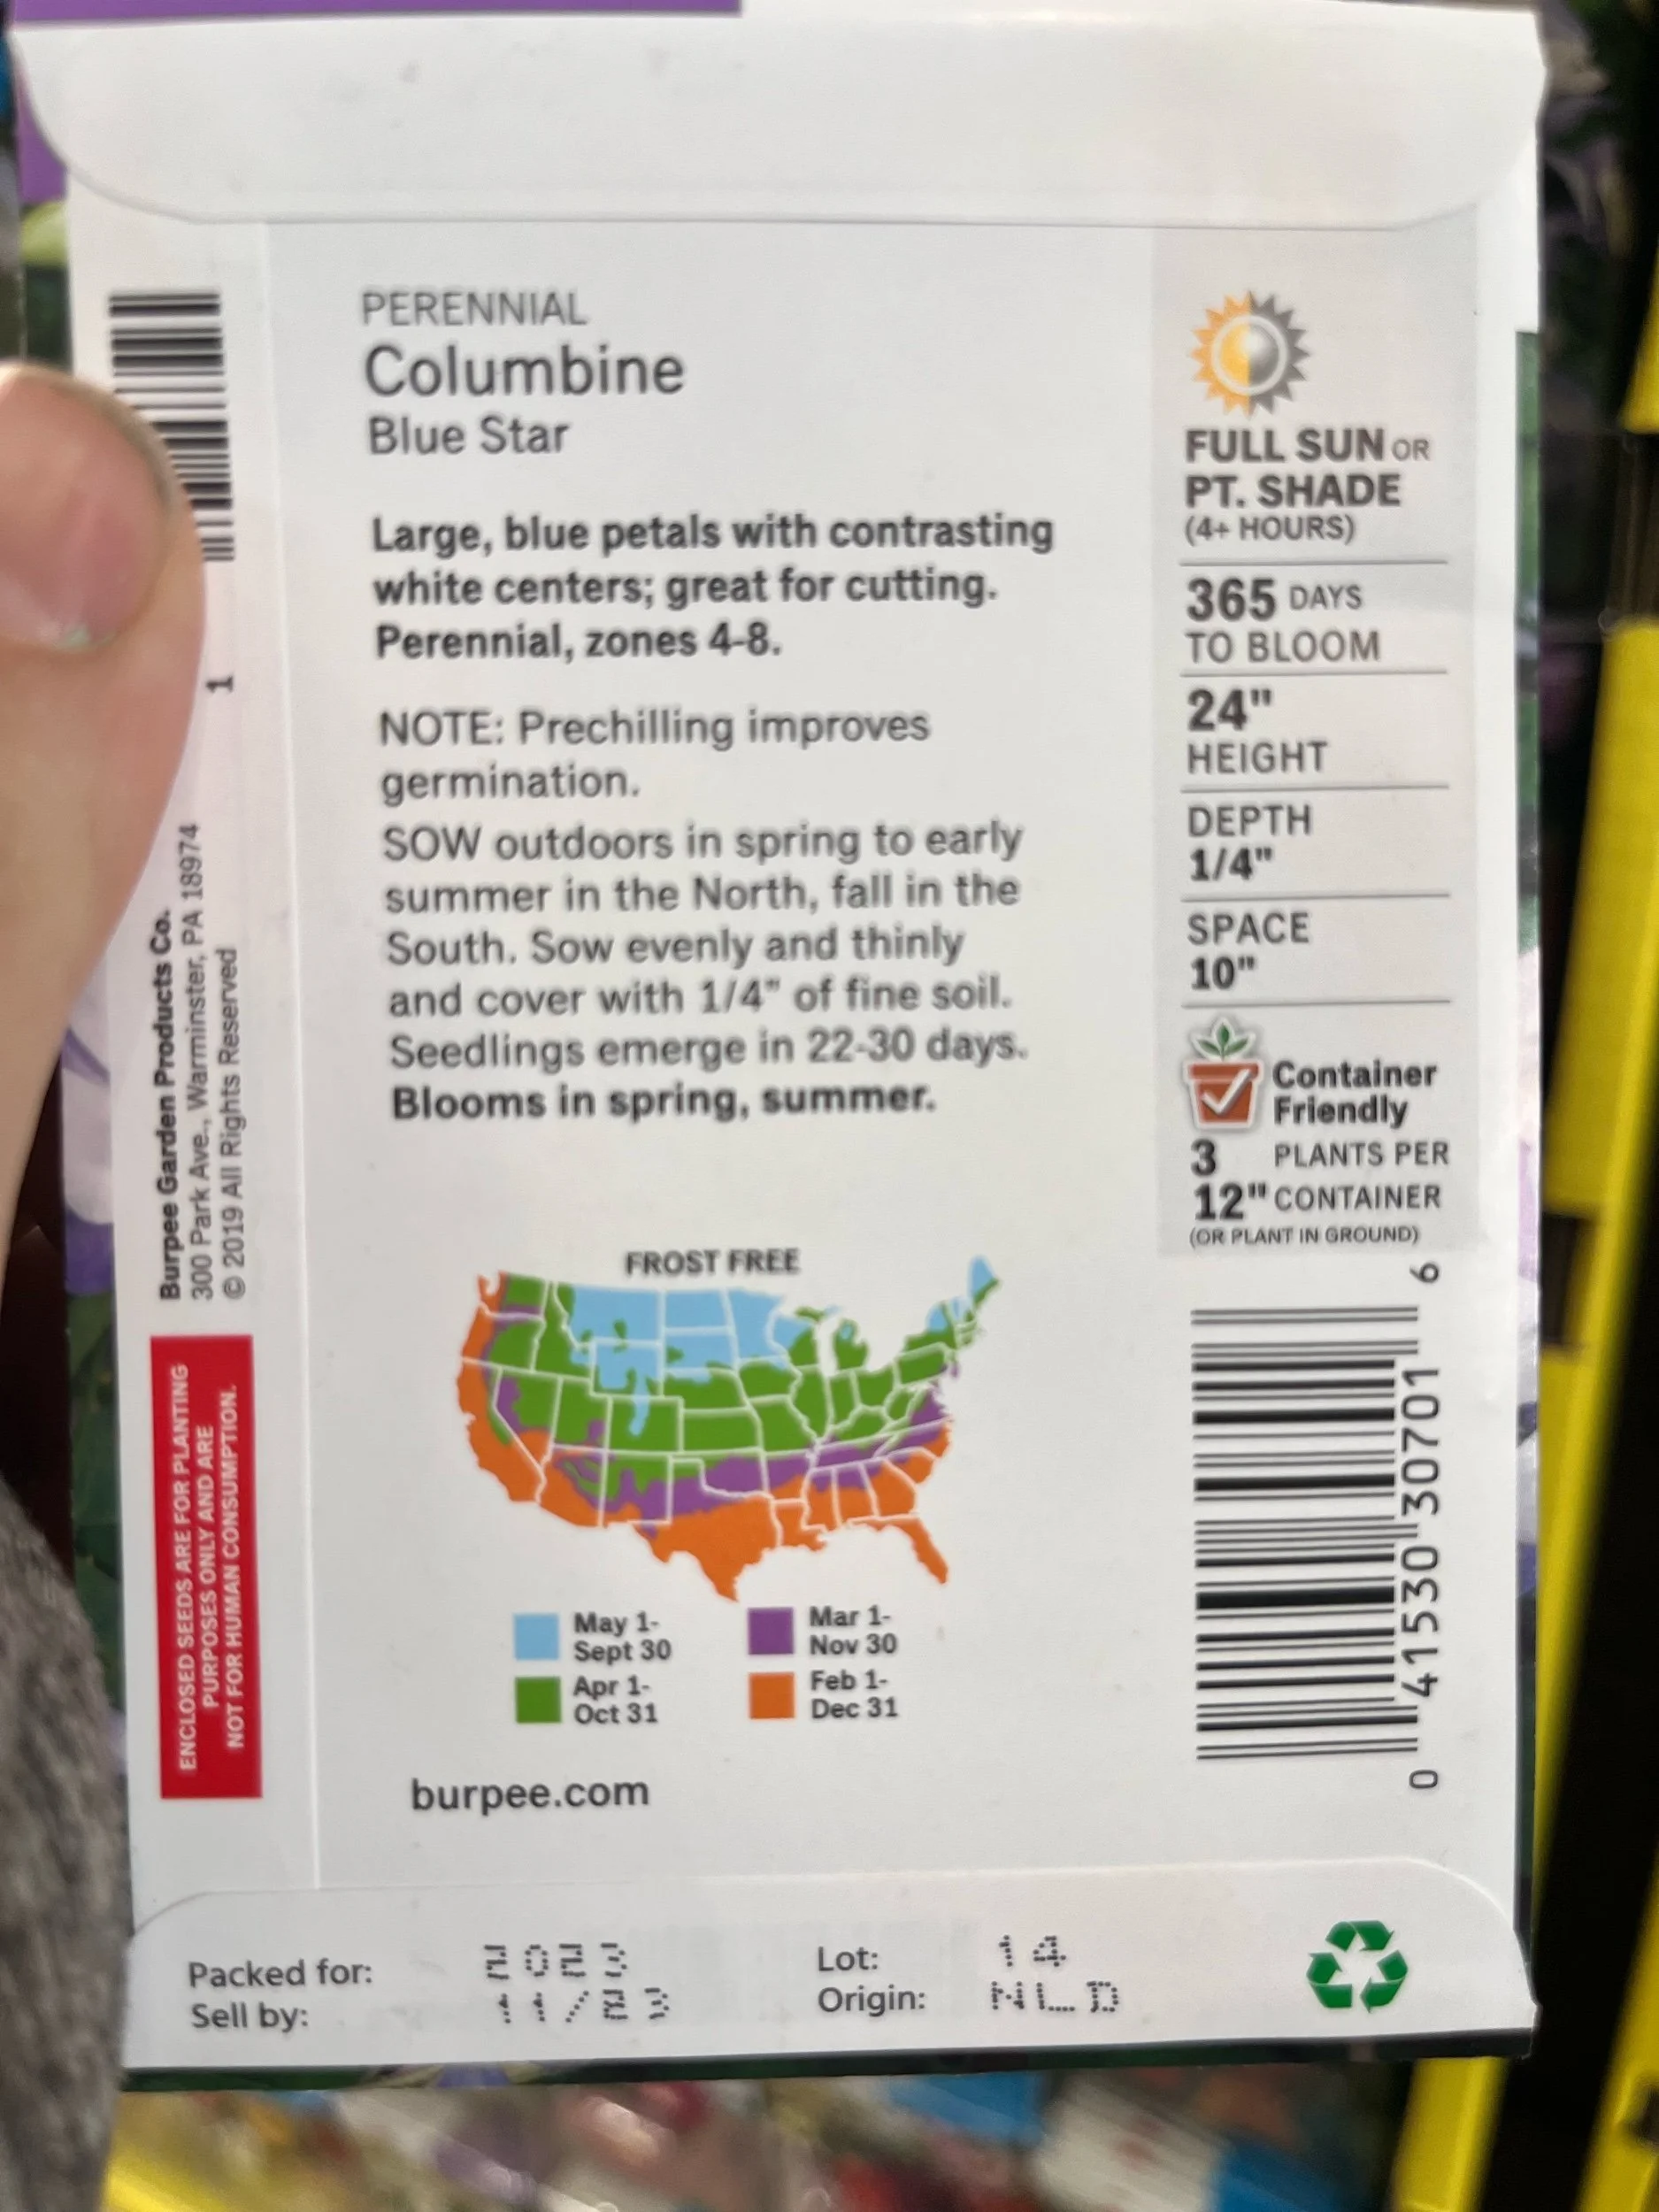 PERENNIAL
Columbine
Blue Star
Large, blue petals with contrasting
white centers; great for cutting.
Perennial, zones 4-8.
NOTE: Prechilling improves
germination.
SOW outdoors in spring to early
summer in the North, fall in the
South. Sow evenly and thinly
and cover with 1/4" of fine soil.
Seedlings emerge in 22-30 days.
Blooms in spring, summer.
FROST FREE
May 1-
Sept 30
Apr 1-
Oct 31
Mar 1-
Nov 30
Feb 1-
Dec 31
burpee.com
FULL SUN OR
PT. SHADE
(4+ HOURS)
365 DAYS
TO BLOOM
24"
HEIGHT
DEPTH
1/4"
SPACE
10"
Container
Friendly
3 PLANTS PER
12" CONTAINER
(OR PLANT IN GROUND)
0 41530 30701 6
1
Burpee Garden Products Co.
300 Park Ave., Warminster, PA 18974
© 2019 All Rights Reserved
ENCLOSED SEEDS ARE FOR PLANTING
PURPOSES ONLY AND ARE
NOT FOR HUMAN CONSUMPTION.
Packed for: 2023
Sell by: 11/23
Lot: 14
Origin: NLD